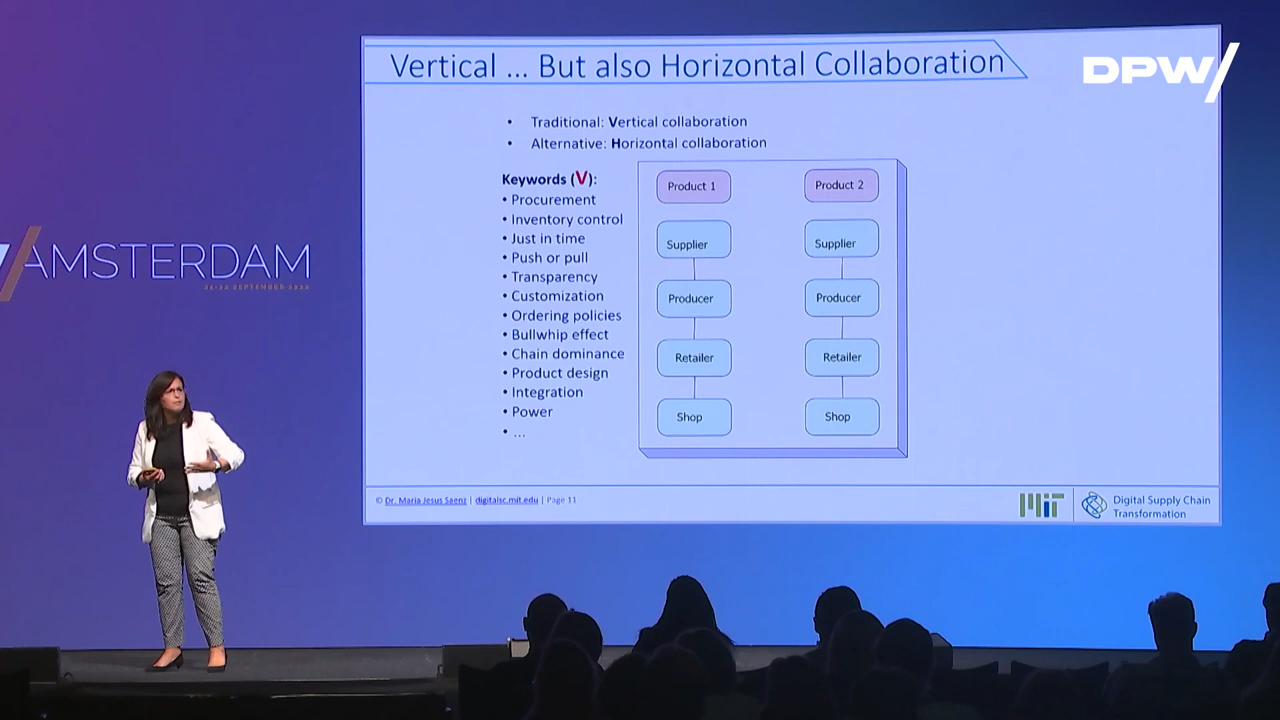 Vertical ... But also Horizontal Collaboration
DPW/
• Traditional: Vertical collaboration
• Alternative: Horizontal collaboration
Keywords (V):
• Procurement
• Inventory control
• Just in time
• Push or pull
• Transparency
• Customization
• Ordering policies
• Bullwhip effect
• Chain dominance
• Product design
• Integration
• Power
• ...
Product 1
Supplier
Producer
Retailer
Shop
Product 2
Supplier
Producer
Retailer
Shop
© Dr. Maria Jesus Saenz | digitalsc.mit.edu | Page 11
MIT
Digital Supply Chain
Transformation
AMSTERDAM